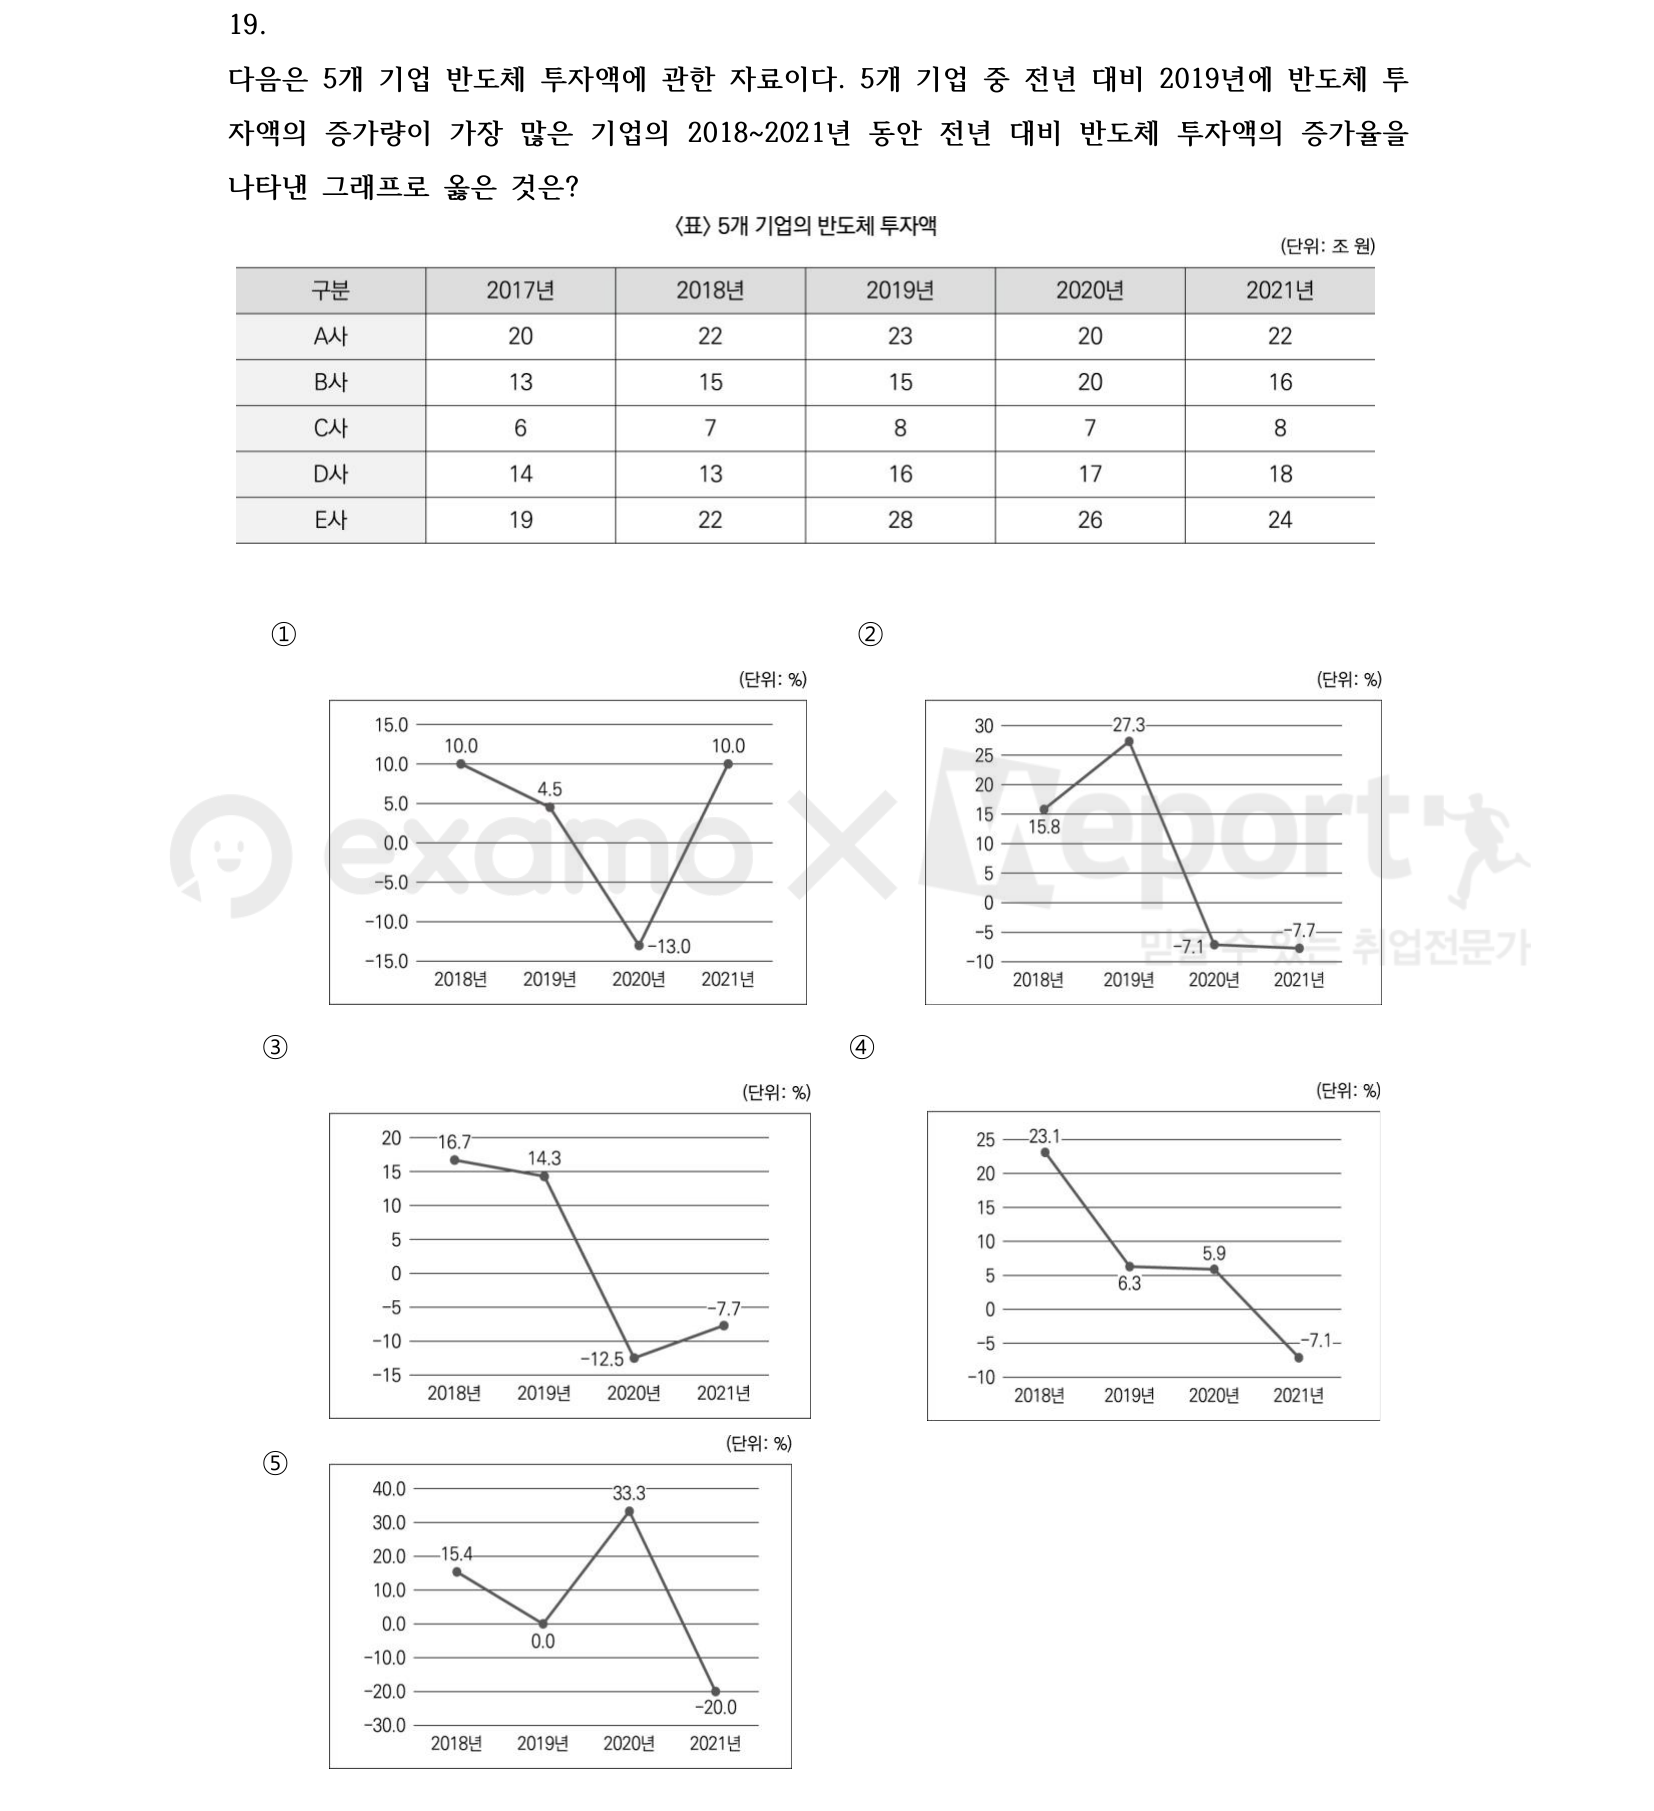 19.
다음은 5개 기업 반도체 투자액에 관한 자료이다. 5개 기업 중 전년 대비 2019년에 반도체 투
자액의 증가량이 가장 많은 기업의 2018~2021년 동안 전년 대비 반도체 투자액의 증가율을
나타낸 그래프로 옳은 것은?
〈표〉 5개 기업의 반도체 투자액
(단위: 조 원)
구분 2017년 2018년 2019년 2020년 2021년
A사 20 22 23 20 22
B사 13 15 15 20 16
C사 6 7 8 7 8
D사 14 13 16 17 18
E사 19 22 28 26 24
①
(단위: %)
15.0
10.0
5.0
0.0
-5.0
-10.0
-15.0
10.0
4.5
-13.0
10.0
2018년 2019년 2020년 2021년
②
(단위: %)
30
25
20
15
10
5
0
-5
-10
15.8
27.3
-7.1
-7.7
2018년 2019년 2020년 2021년
examo × Report
믿을 수 있는 취업전문가
③
(단위: %)
20
15
10
5
0
-5
-10
-15
16.7
14.3
-12.5
-7.7
2018년 2019년 2020년 2021년
④
(단위: %)
25
20
15
10
5
0
-5
-10
23.1
6.3
5.9
-7.1
2018년 2019년 2020년 2021년
⑤
(단위: %)
40.0
30.0
20.0
10.0
0.0
-10.0
-20.0
-30.0
15.4
0.0
33.3
-20.0
2018년 2019년 2020년 2021년